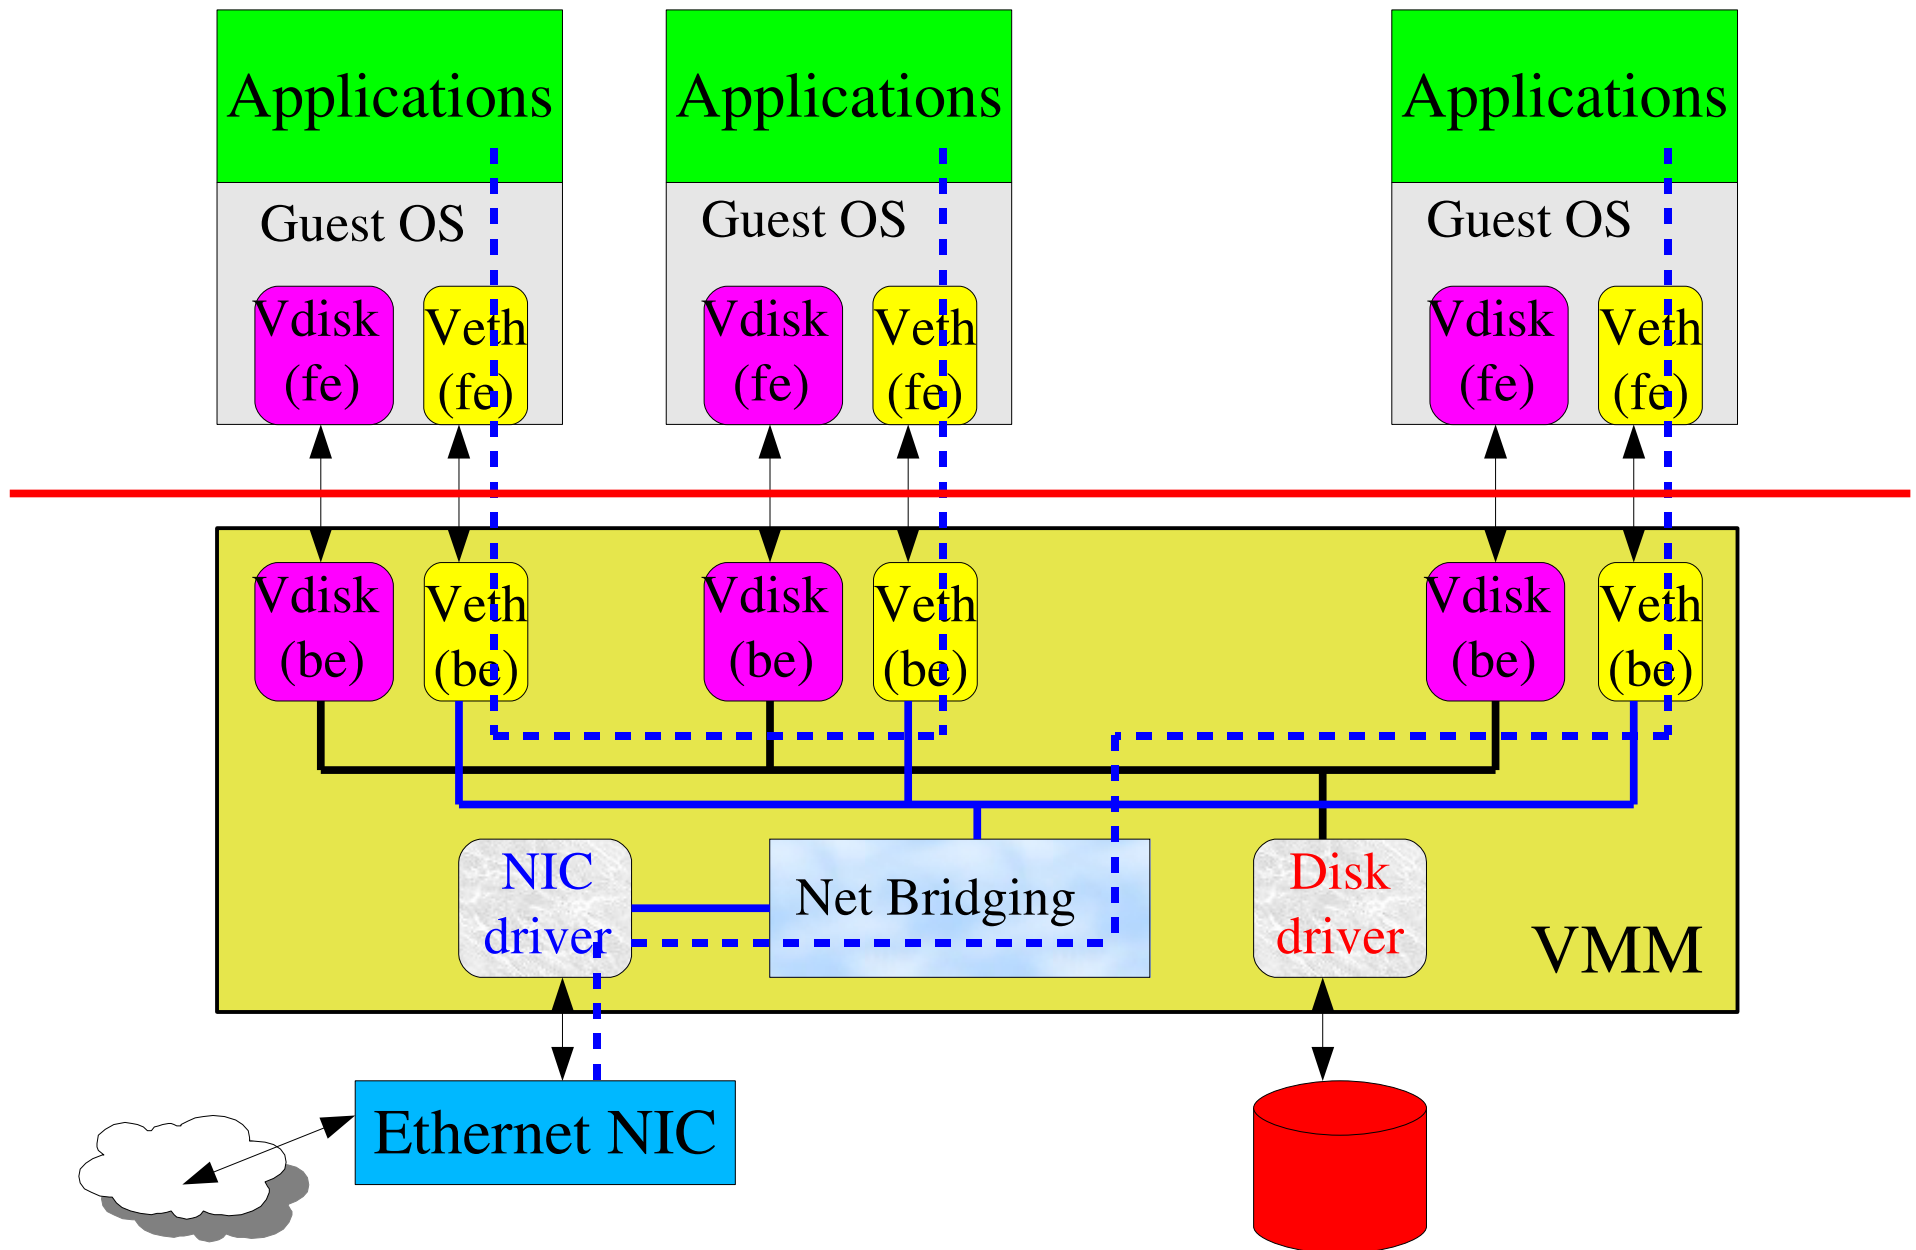 Applications
Applications
Applications
Guest OS
Guest OS
Guest OS
Vdisk
(fe)
Veth
(fe)
Vdisk
(fe)
Veth
(fe)
Vdisk
(fe)
Veth
(fe)
Vdisk
(be)
Veth
(be)
Vdisk
(be)
Veth
(be)
Vdisk
(be)
Veth
(be)
NIC
driver
Net Bridging
Disk
driver
VMM
Ethernet NIC